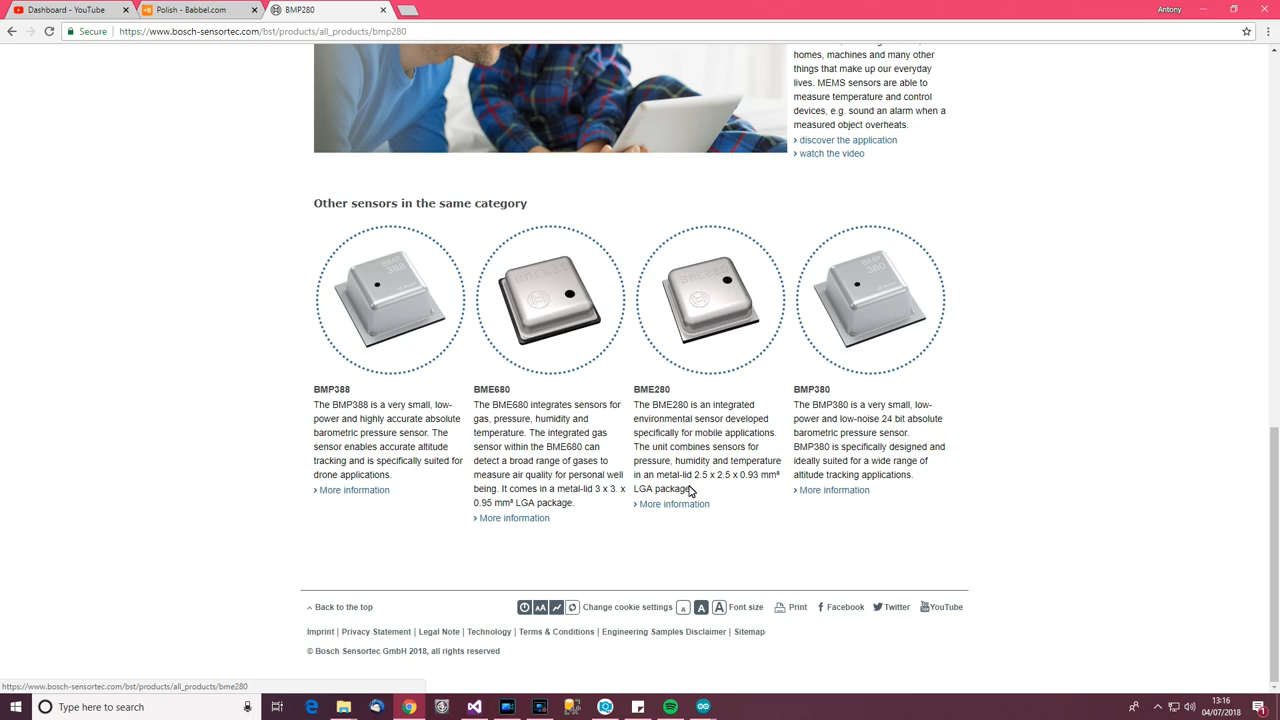 Dashboard - YouTube
Polish - Babbel.com
BMP280
Antony
Secure
https://www.bosch-sensortec.com/bst/products/all_products/bmp280
homes, machines and many other
things that make up our everyday
lives. MEMS sensors are able to
measure temperature and control
devices, e.g. sound an alarm when a
measured object overheats.
› discover the application
› watch the video
Other sensors in the same category
BMP
388
BME680
BME280
BMP
380
BMP388
The BMP388 is a very small, low-
power and highly accurate absolute
barometric pressure sensor. The
sensor enables accurate altitude
tracking and is specifically suited for
drone applications.
› More information
BME680
The BME680 integrates sensors for
gas, pressure, humidity and
temperature. The integrated gas
sensor within the BME680 can
detect a broad range of gases to
measure air quality for personal well
being. It comes in a metal-lid 3 x 3. x
0.95 mm³ LGA package.
› More information
BME280
The BME280 is an integrated
environmental sensor developed
specifically for mobile applications.
The unit combines sensors for
pressure, humidity and temperature
in an metal-lid 2.5 x 2.5 x 0.93 mm³
LGA package.
› More information
BMP380
The BMP380 is a very small, low-
power and low-noise 24 bit absolute
barometric pressure sensor.
BMP380 is specifically designed and
ideally suited for a wide range of
altitude tracking applications.
› More information
Back to the top
AA Change cookie settings A A A Font size Print Facebook Twitter YouTube
Imprint | Privacy Statement | Legal Note | Technology | Terms & Conditions | Engineering Samples Disclaimer | Sitemap
© Bosch Sensortec GmbH 2018, all rights reserved
https://www.bosch-sensortec.com/bst/products/all_products/bme280
Type here to search
13:16
04/07/2018
1